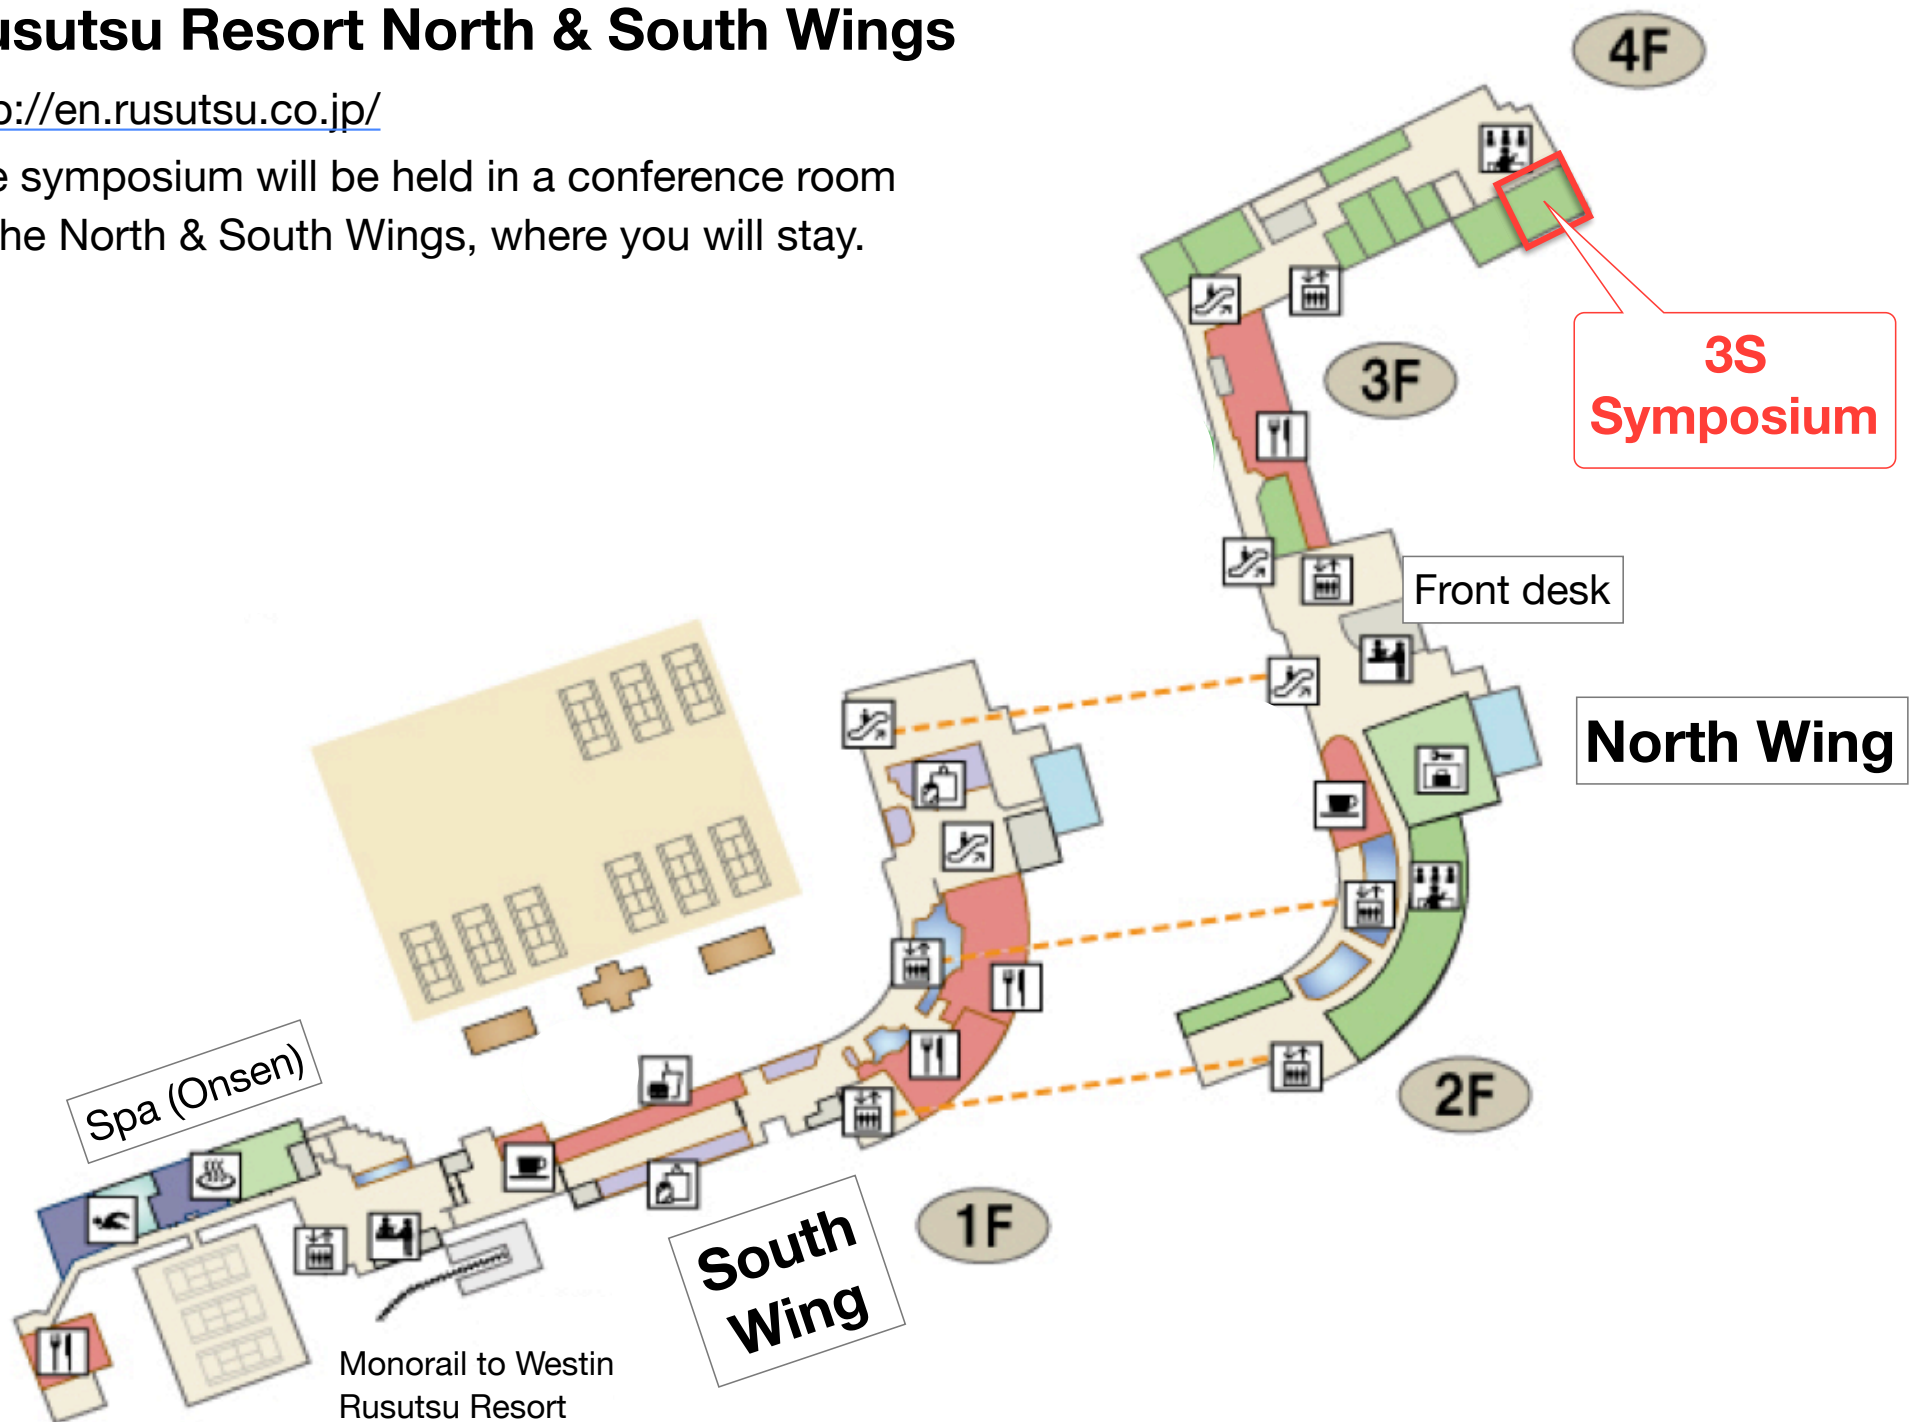 usutsu Resort North & South Wings
p://en.rusutsu.co.jp/
e symposium will be held in a conference room
he North & South Wings, where you will stay.
4F
3S
Symposium
3F
Front desk
North Wing
2F
Spa (Onsen)
1F
South
Wing
Monorail to Westin
Rusutsu Resort